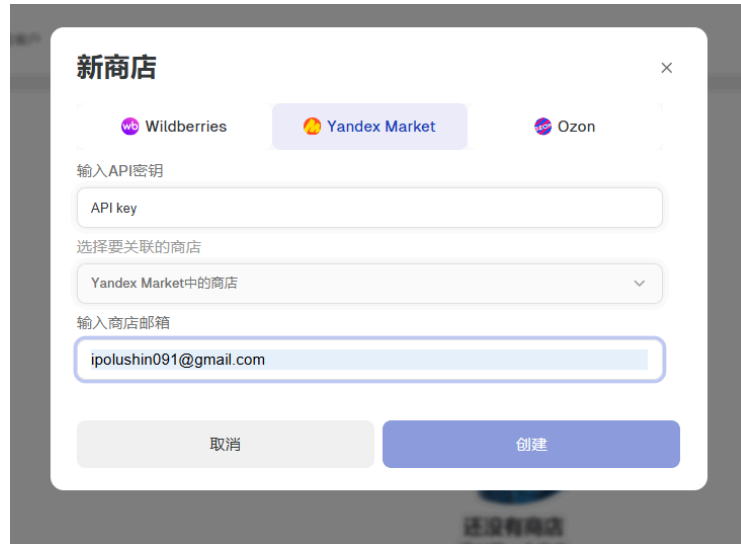 新商店
wb Wildberries
Yandex Market
OZON Ozon
输入API密钥
API key
选择要关联的商店
Yandex Market中的商店
输入商店邮箱
ipolushin091@gmail.com
取消
创建
还没有商店